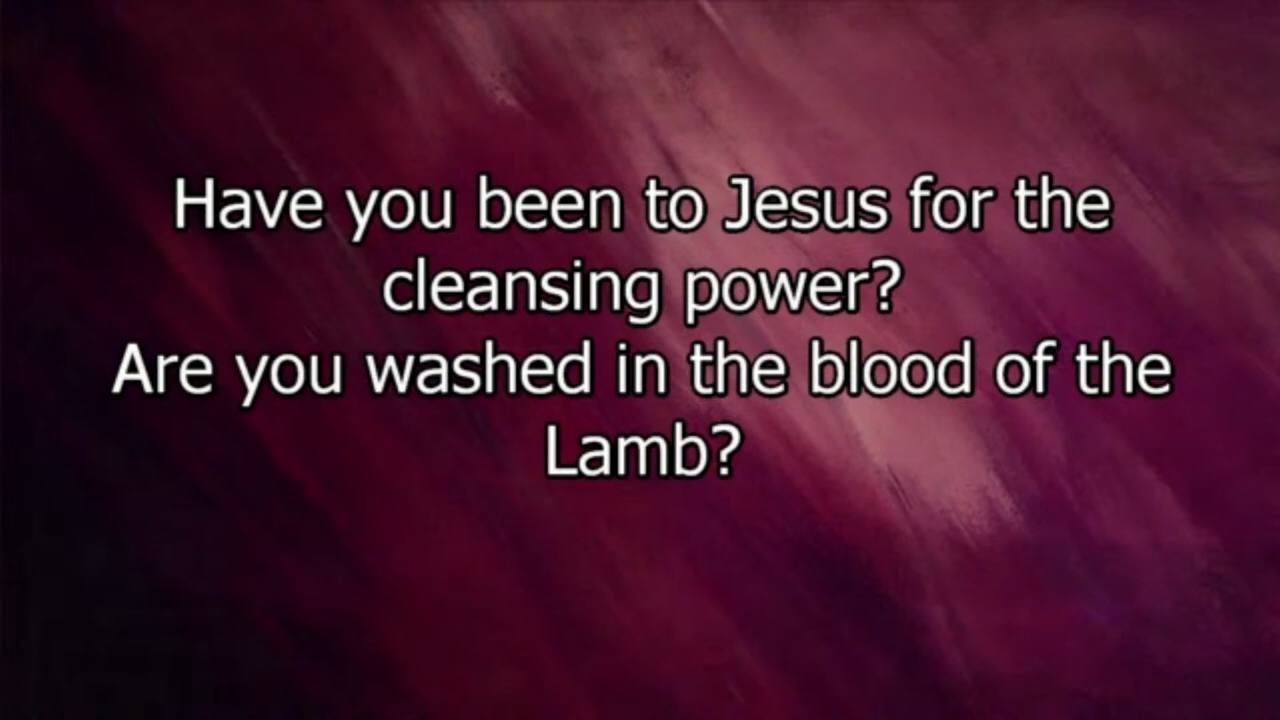 Have you been to Jesus for the
cleansing power?
Are you washed in the blood of the
Lamb?